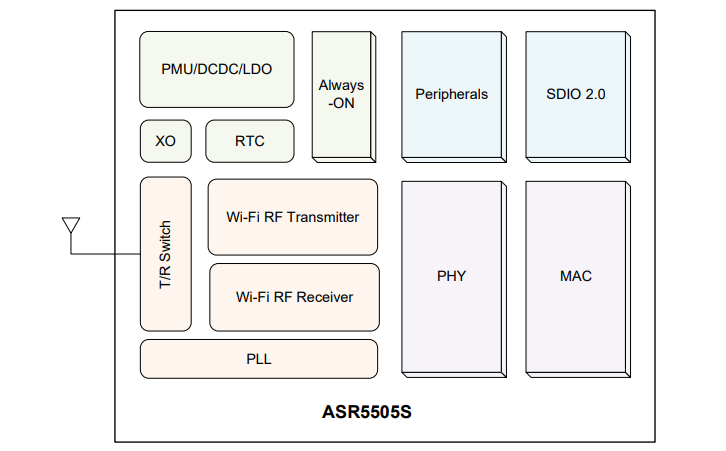 PMU/DCDC/LDO
Always
-ON
Peripherals
SDIO 2.0
XO
RTC
T/R Switch
Wi-Fi RF Transmitter
Wi-Fi RF Receiver
PHY
MAC
PLL
ASR5505S